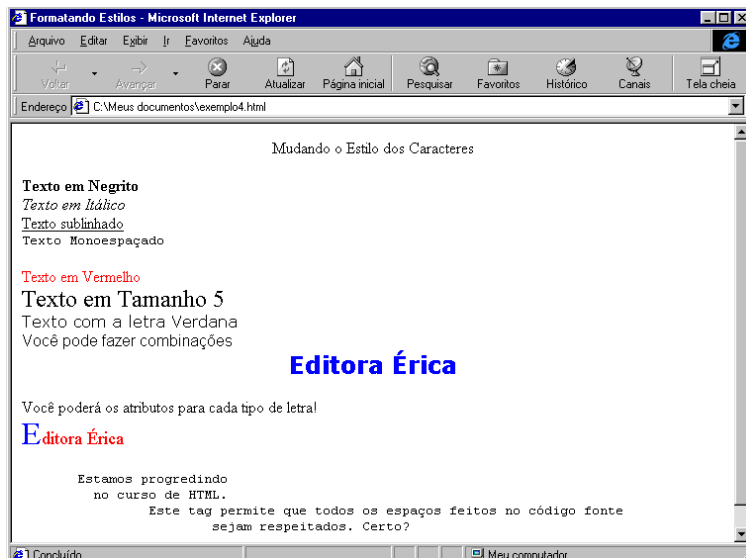 Formatando Estilos - Microsoft Internet Explorer
Arquivo Editar Exibir Ir Favoritos Ajuda
Voltar Avançar Parar Atualizar Página inicial Pesquisar Favoritos Histórico Canais Tela cheia
Endereço C:\Meus documentos\exemplo4.html
Mudando o Estilo dos Caracteres
Texto em Negrito
Texto em Itálico
Texto sublinhado
Texto Monoespaçado
Texto em Vermelho
Texto em Tamanho 5
Texto com a letra Verdana
Você pode fazer combinações
Editora Érica
Você poderá os atributos para cada tipo de letra!
Editora Érica
Estamos progredindo
no curso de HTML.
Este tag permite que todos os espaços feitos no código fonte
sejam respeitados. Certo?
Concluído Meu computador